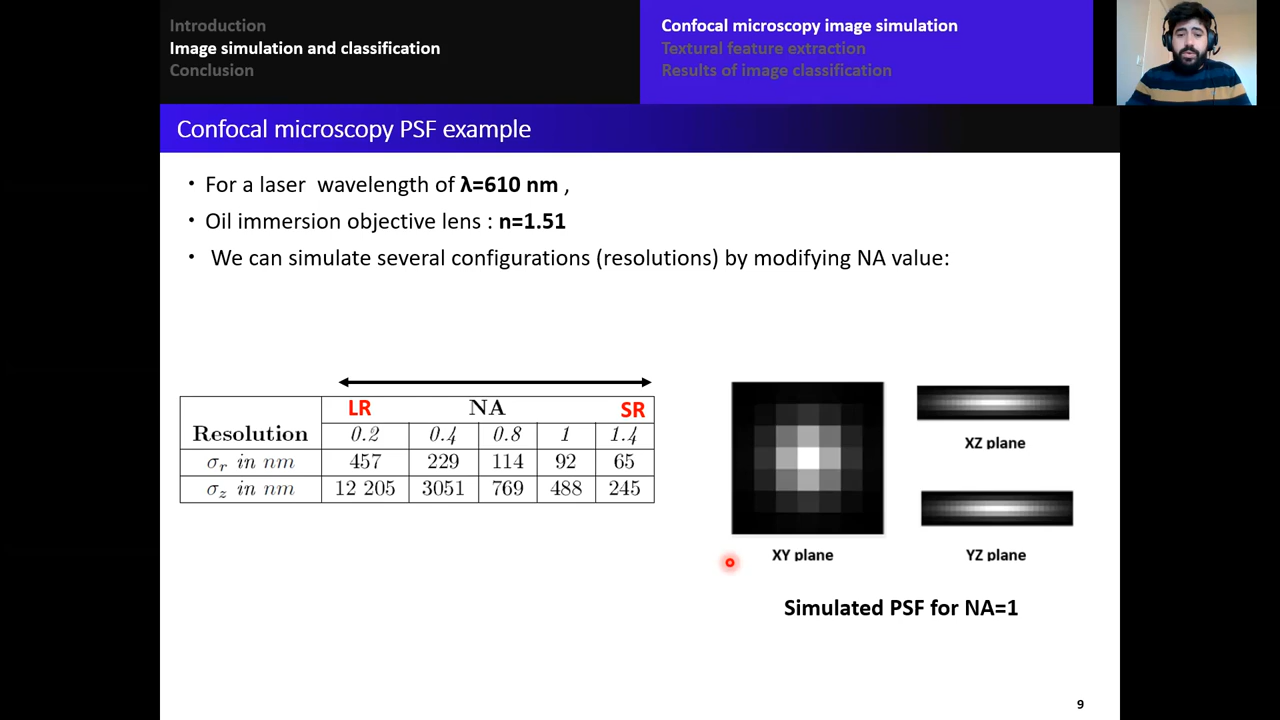 Introduction
Image simulation and classification
Conclusion
Confocal microscopy image simulation
Textural feature extraction
Results of image classification
Confocal microscopy PSF example
• For a laser wavelength of λ=610 nm ,
• Oil immersion objective lens : n=1.51
• We can simulate several configurations (resolutions) by modifying NA value:
LR NA SR
Resolution 0.2 0.4 0.8 1 1.4
σr in nm 457 229 114 92 65
σz in nm 12 205 3051 769 488 245
XZ plane
XY plane
YZ plane
Simulated PSF for NA=1
9